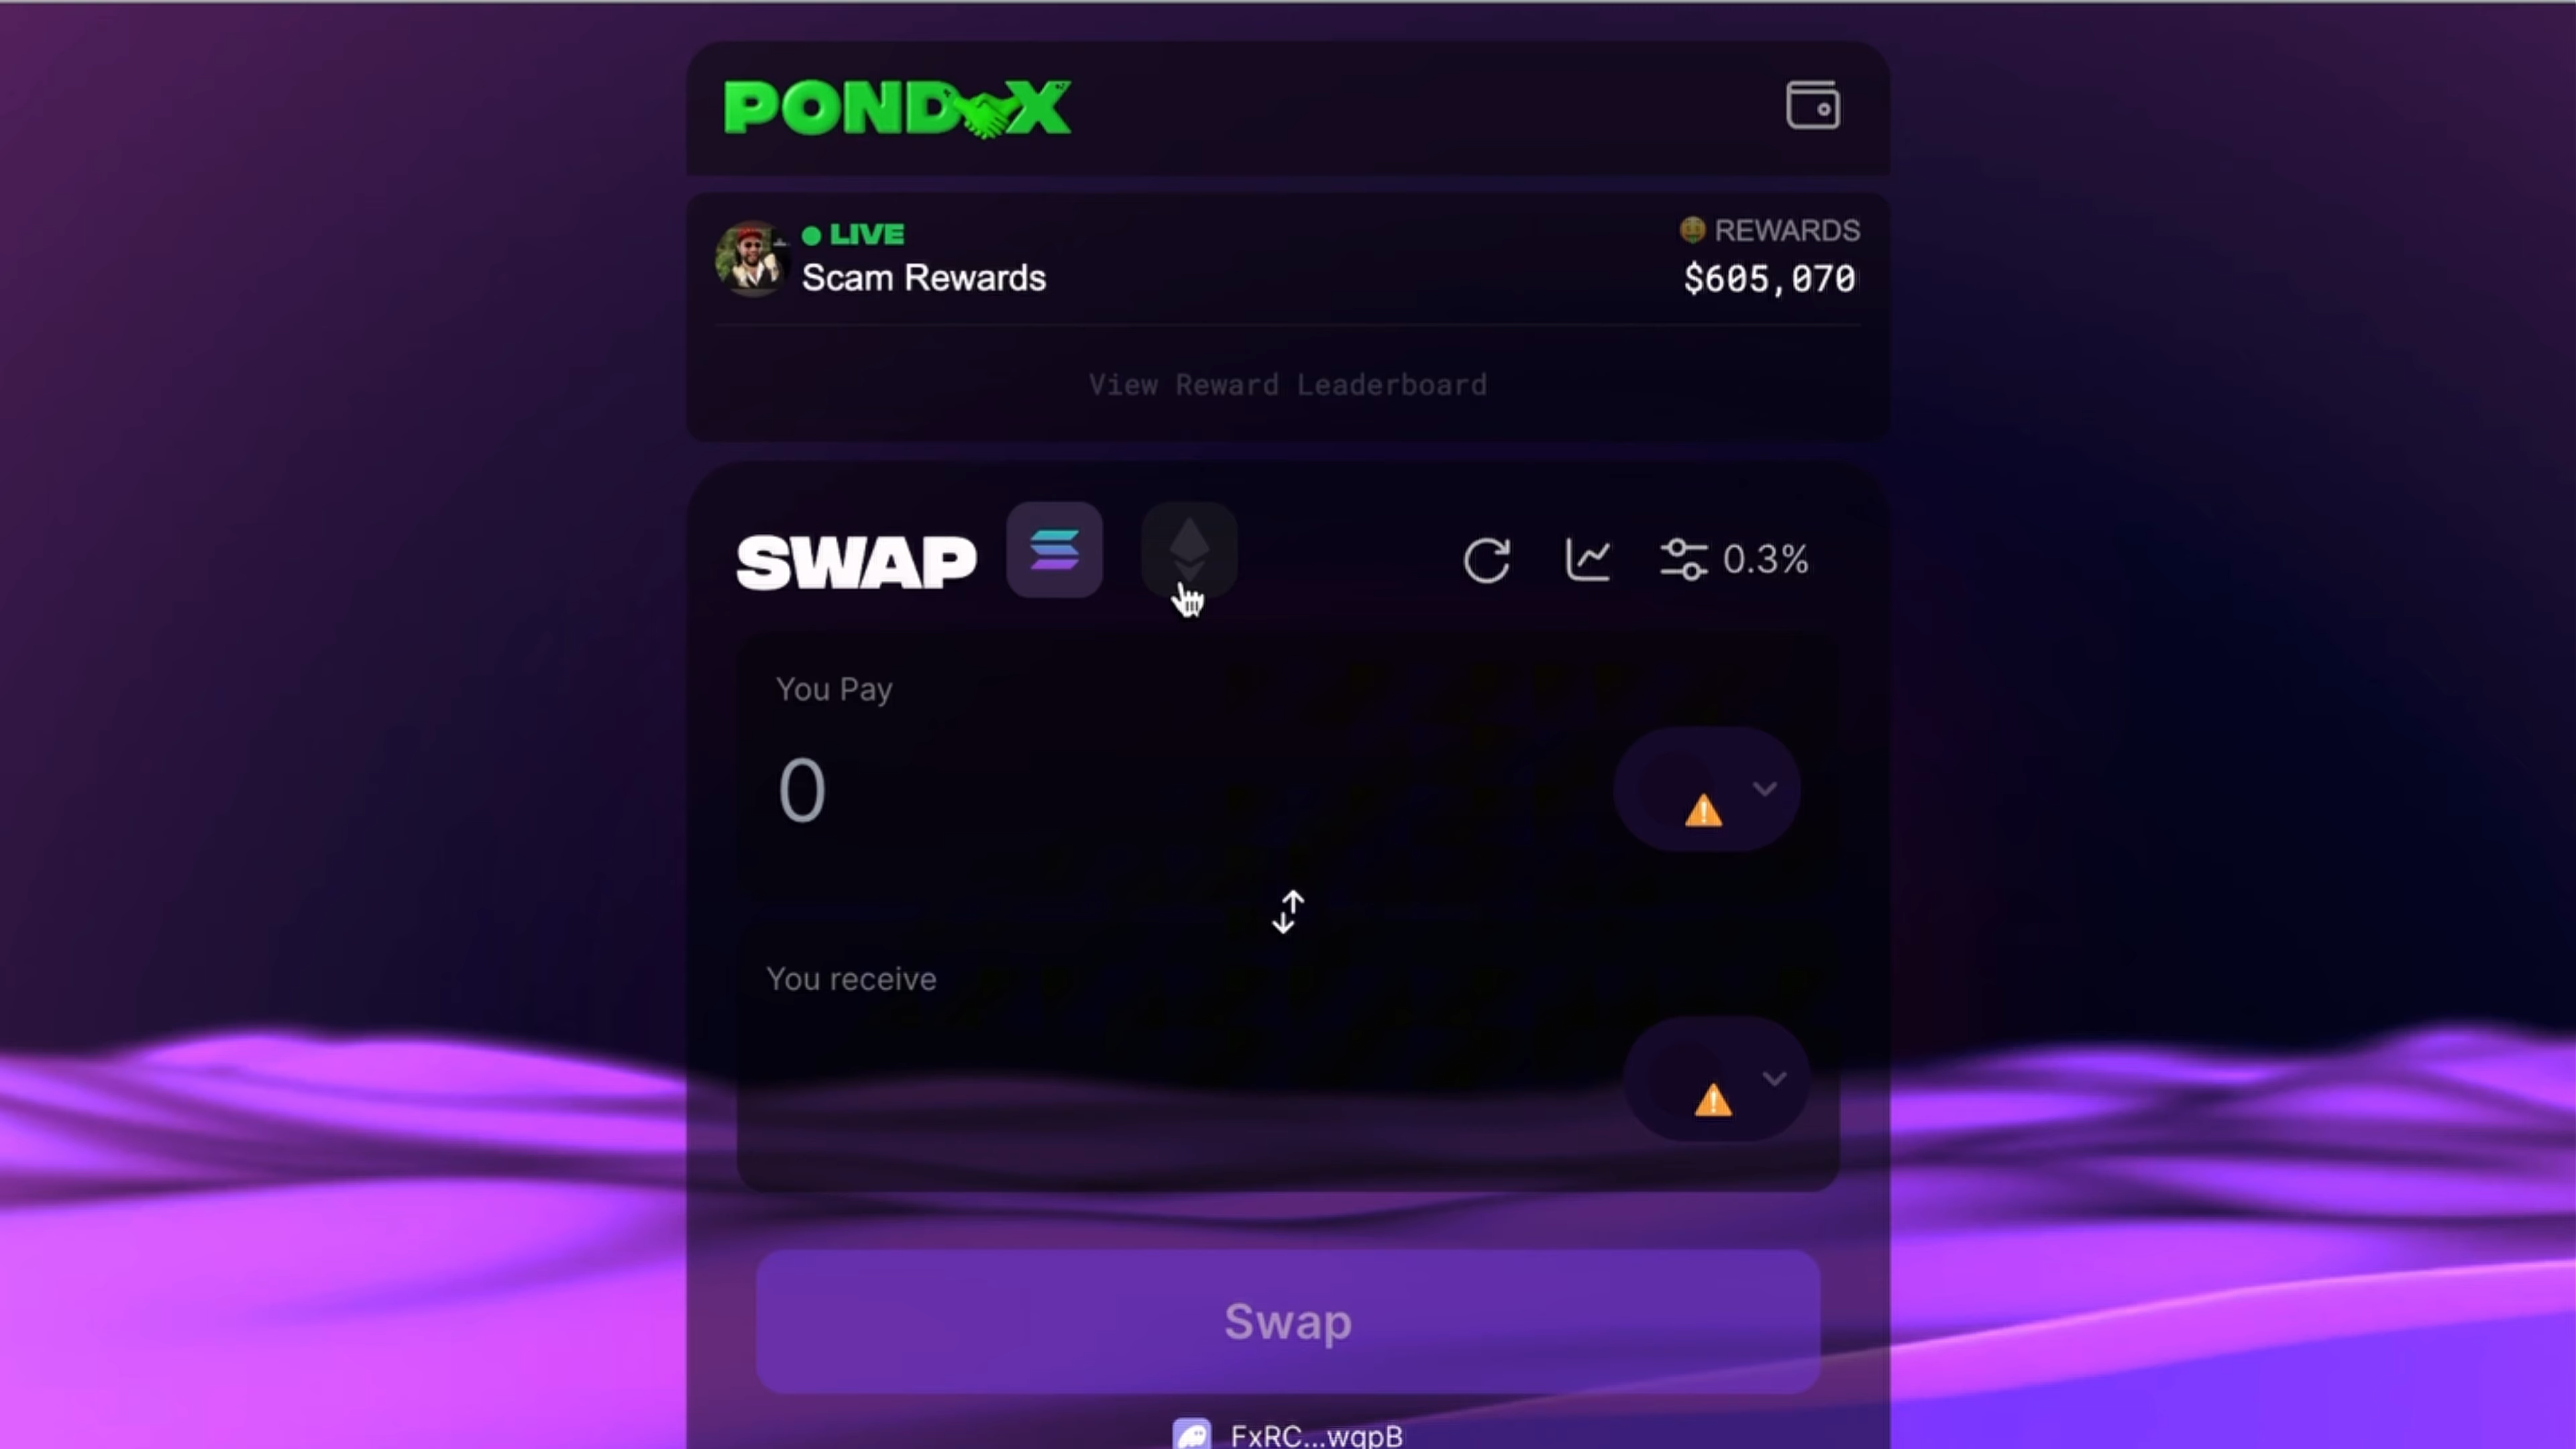 POND X
LIVE
Scam Rewards
REWARDS
$605,070
View Reward Leaderboard
SWAP
0.3%
You Pay
0
You receive
Swap
FxRC...wqpB